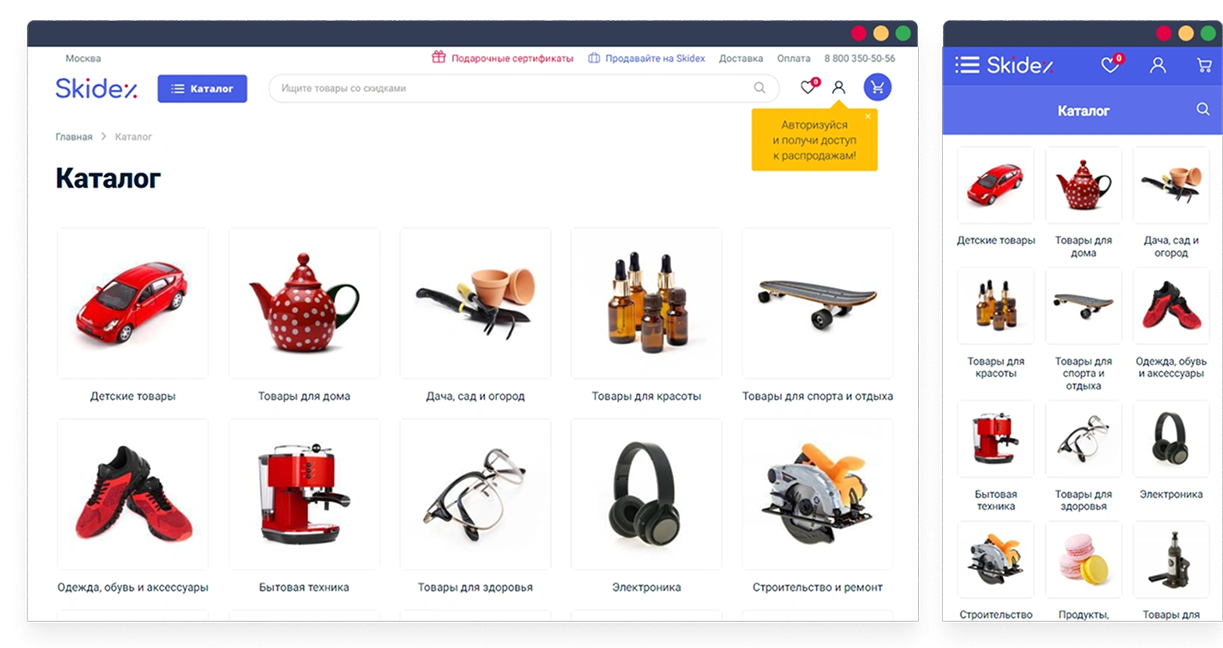 Москва
Подарочные сертификаты
Продавайте на Skidex
Доставка
Оплата
8 800 350-50-56
Skidex
Каталог
Ищите товары со скидками
0
Авторизуйся
и получи доступ
к распродажам!
Главная > Каталог
Каталог
Детские товары
Товары для дома
Дача, сад и огород
Товары для красоты
Товары для спорта и отдыха
Одежда, обувь и аксессуары
Бытовая техника
Товары для здоровья
Электроника
Строительство и ремонт
Skidex
0
Каталог
Детские товары
Товары для
дома
Дача, сад и
огород
Товары для
красоты
Товары для
спорта и
отдыха
Одежда, обувь
и аксессуары
Бытовая
техника
Товары для
здоровья
Электроника
Строительство
Продукты,
Товары для